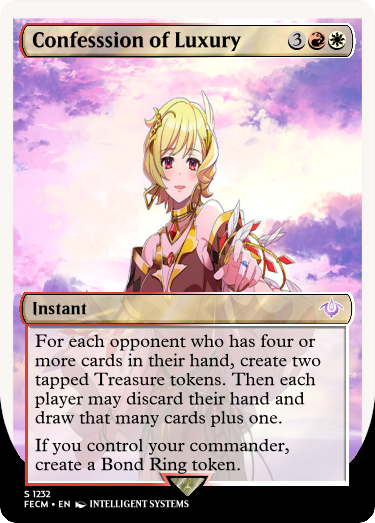 Confesssion of Luxury 3
Instant
For each opponent who has four or
more cards in their hand, create two
tapped Treasure tokens. Then each
player may discard their hand and
draw that many cards plus one.
If you control your commander,
create a Bond Ring token.
S 1232
FECM • EN INTELLIGENT SYSTEMS